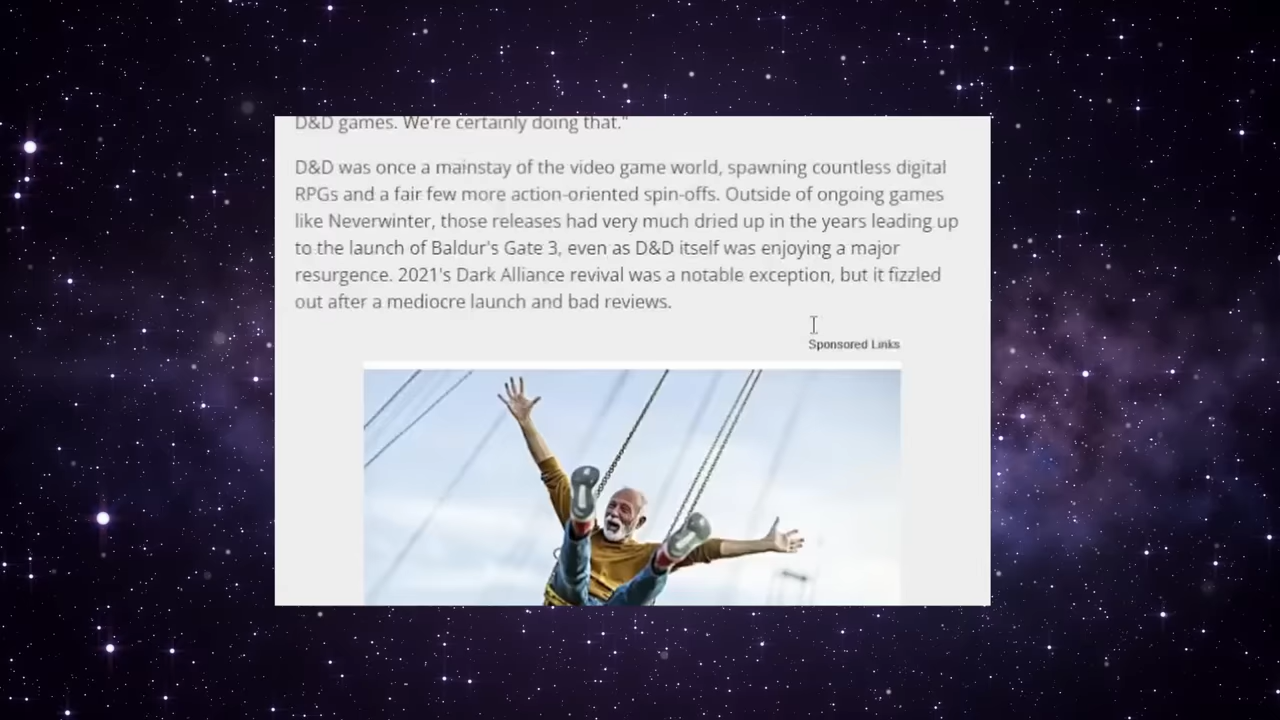 D&D games. We're certainly doing that."
D&D was once a mainstay of the video game world, spawning countless digital
RPGs and a fair few more action-oriented spin-offs. Outside of ongoing games
like Neverwinter, those releases had very much dried up in the years leading up
to the launch of Baldur's Gate 3, even as D&D itself was enjoying a major
resurgence. 2021's Dark Alliance revival was a notable exception, but it fizzled
out after a mediocre launch and bad reviews.
Sponsored Links